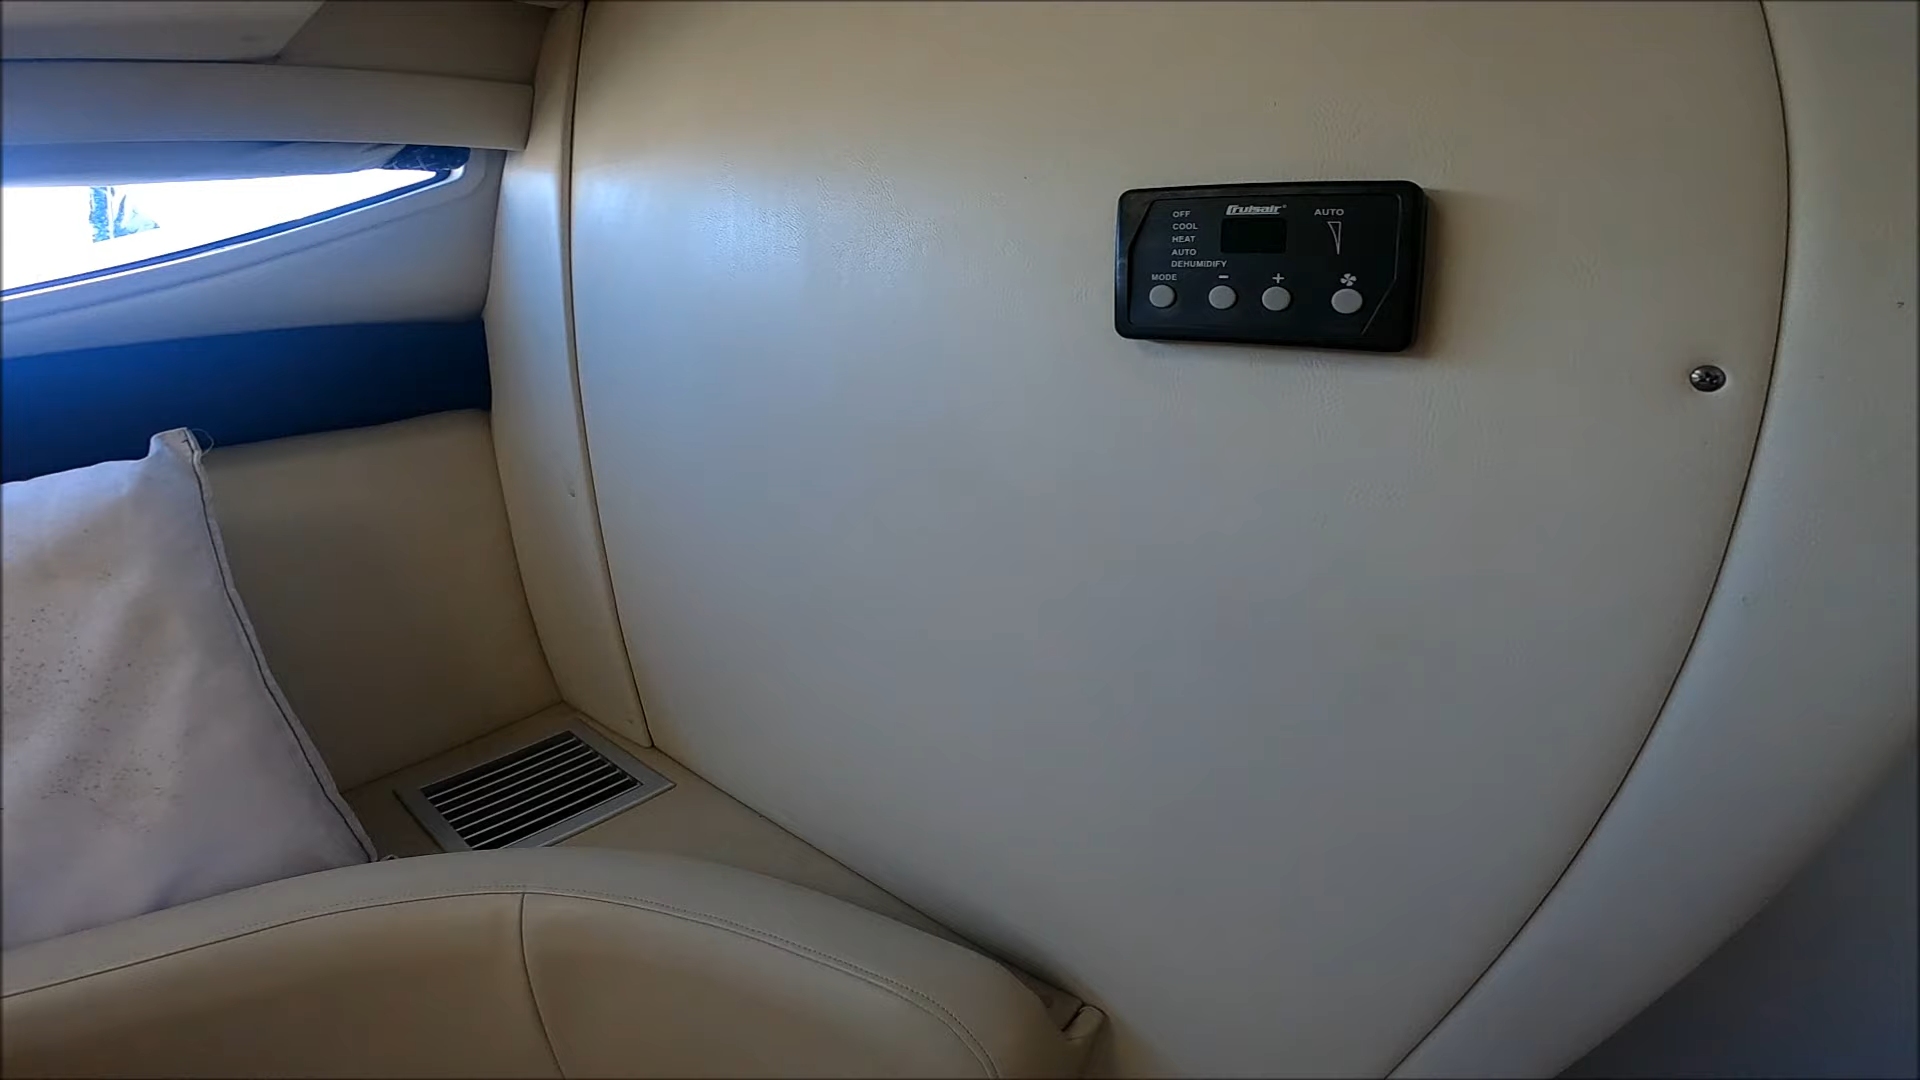 Cruisair®
OFF
COOL
HEAT
AUTO
DEHUMIDIFY
AUTO
MODE
-
+